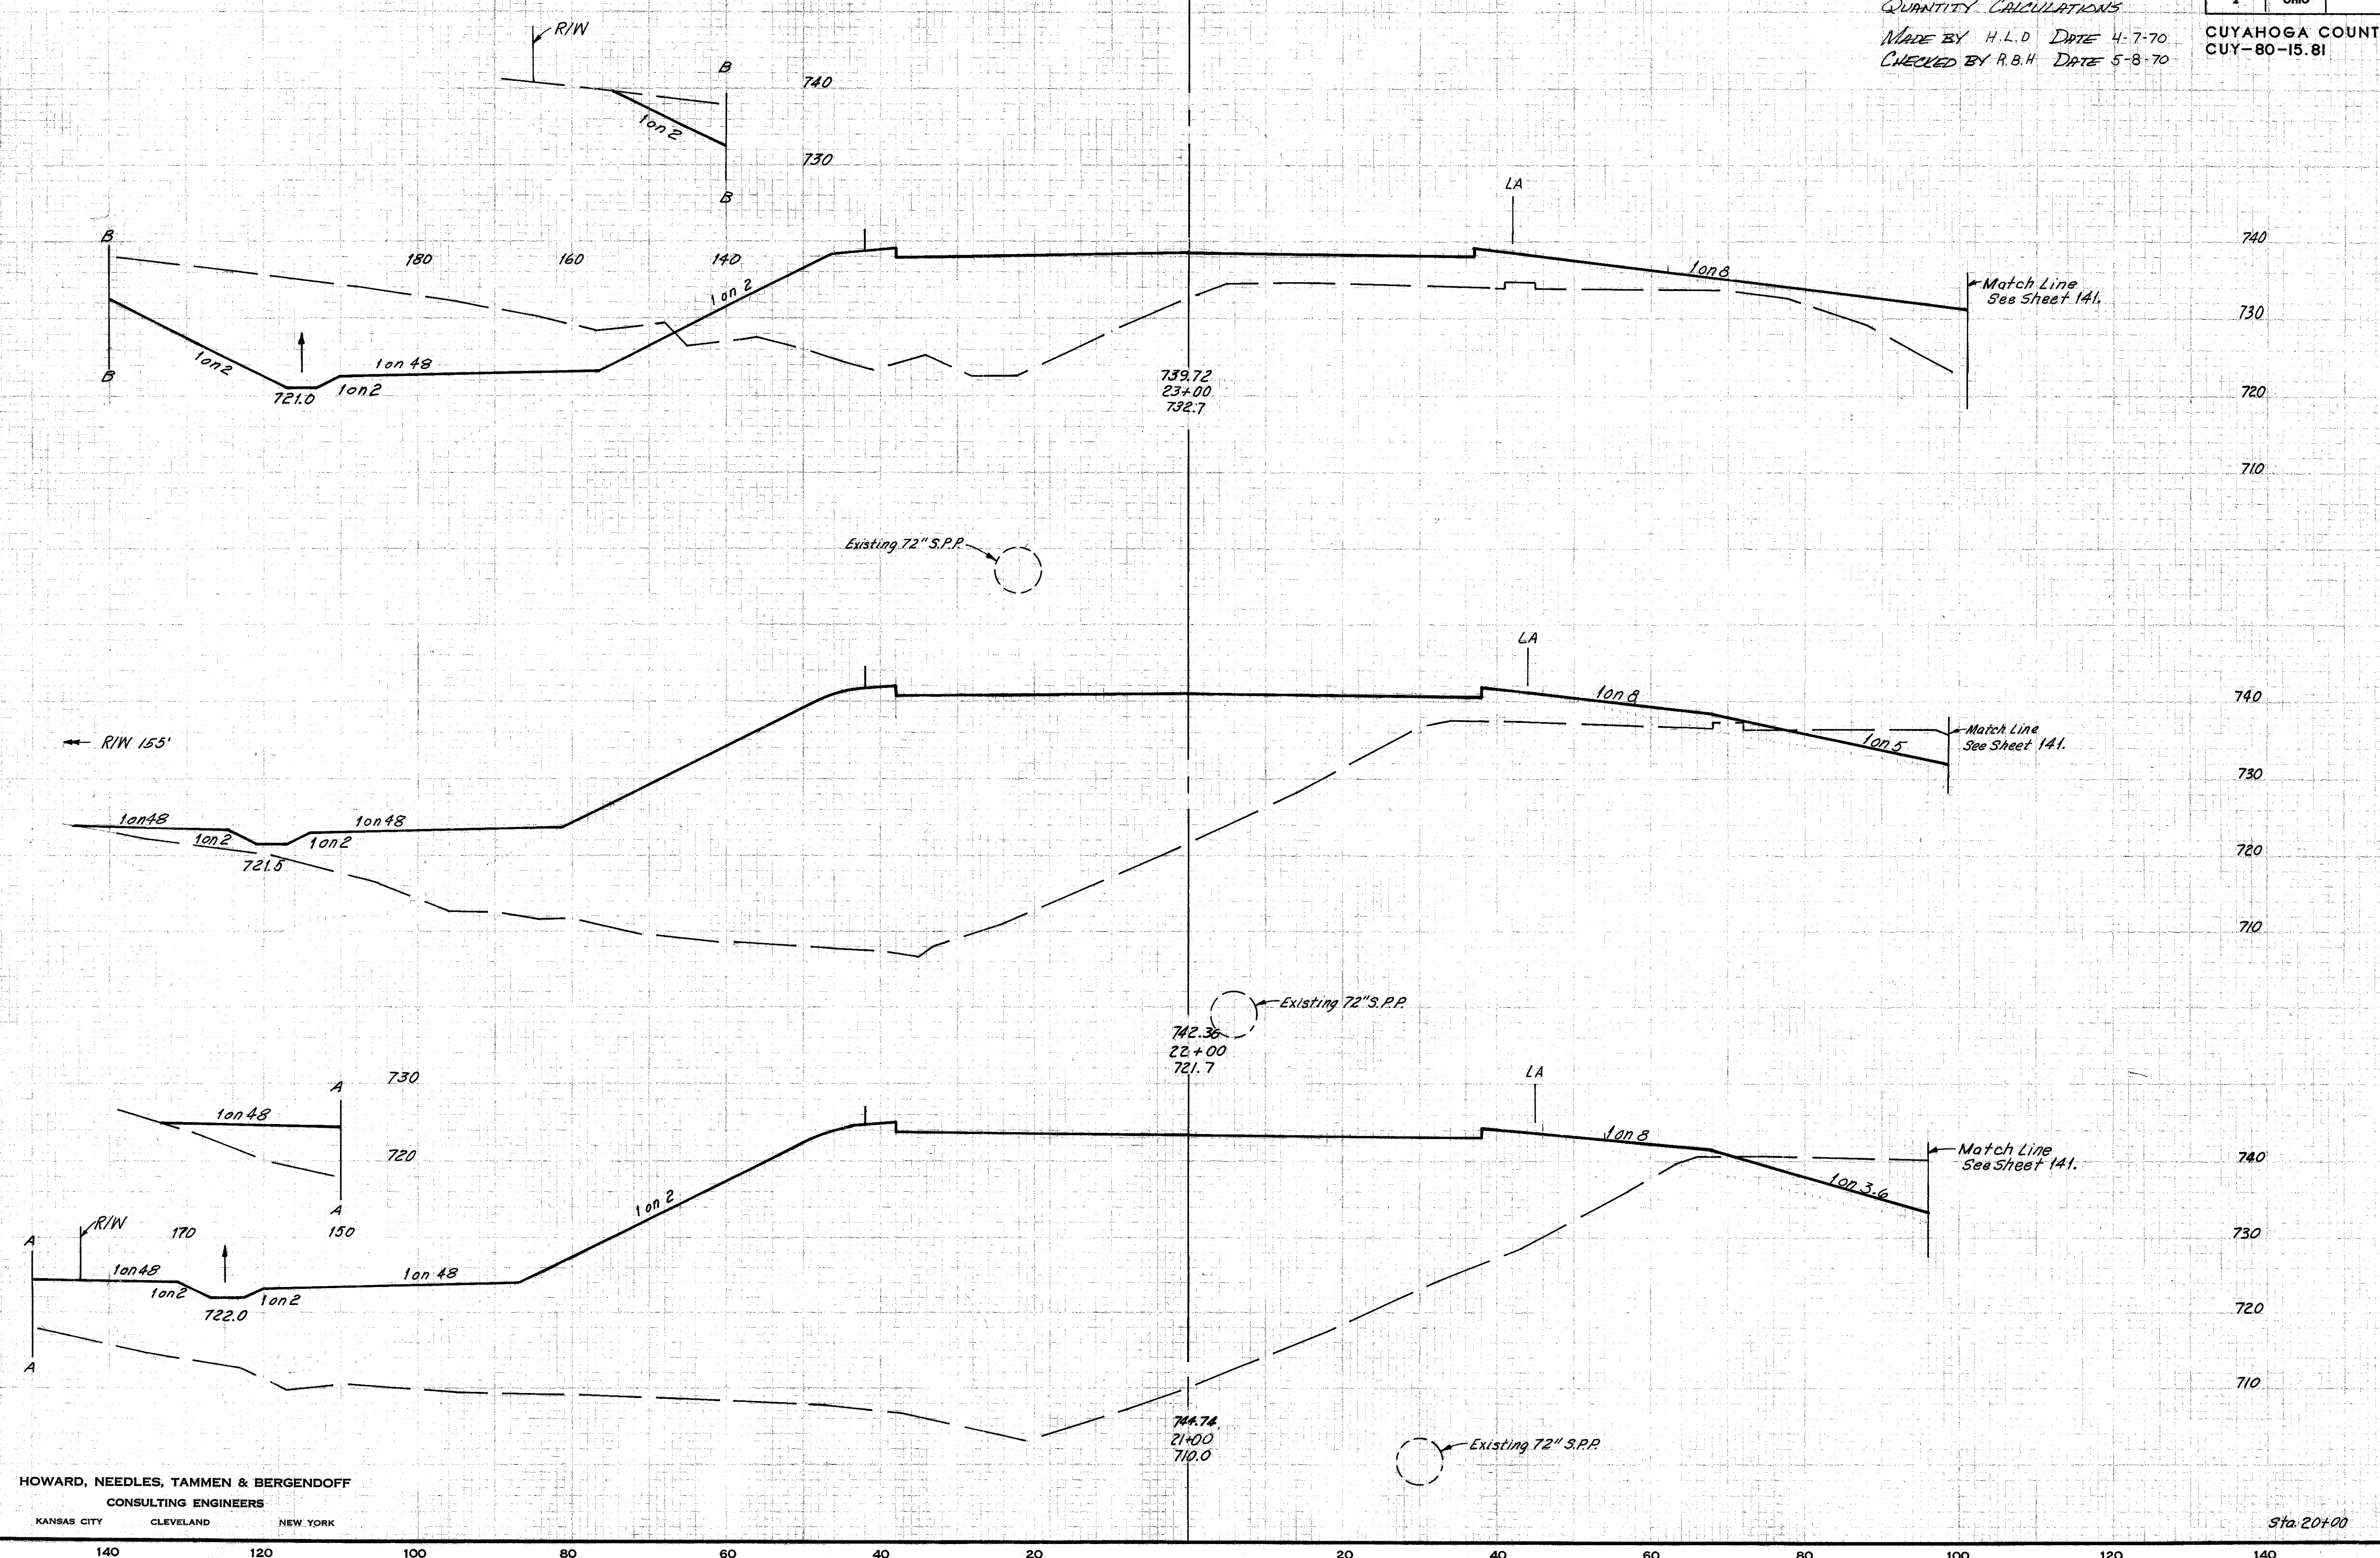 QUANTITY CALCULATIONS
MADE BY H.L.D DATE 4-7-70
CHECKED BY R.B.H DATE 5-8-70
2 OHIO
CUYAHOGA COUNT
CUY-80-15.81
R/W
B
740
1 on 2
730
B
LA
B
180
160
140
740
1 on 2
1 on 8
Match Line
See Sheet 141.
730
1 on 2
1 on 48
B
721.0
1 on 2
739.72
23+00
732.7
720
710
Existing 72" S.P.P.
LA
1 on 8
740
R/W 155'
Match Line
See Sheet 141.
1 on 5
730
1 on 48
1 on 48
1 on 2
1 on 2
721.5
720
710
Existing 72" S.P.P.
742.36
22+00
721.7
LA
A
730
1 on 48
720
1 on 8
Match Line
See Sheet 141.
740
1 on 2
1 on 3.6
A
R/W
170
150
730
A
1 on 48
1 on 48
1 on 2
1 on 2
722.0
720
A
710
744.74
21+00
710.0
Existing 72" S.P.P.
HOWARD, NEEDLES, TAMMEN & BERGENDOFF
CONSULTING ENGINEERS
KANSAS CITY CLEVELAND NEW YORK
Sta. 20+00
140 120 100 80 60 40 20 20 40 60 80 100 120 140